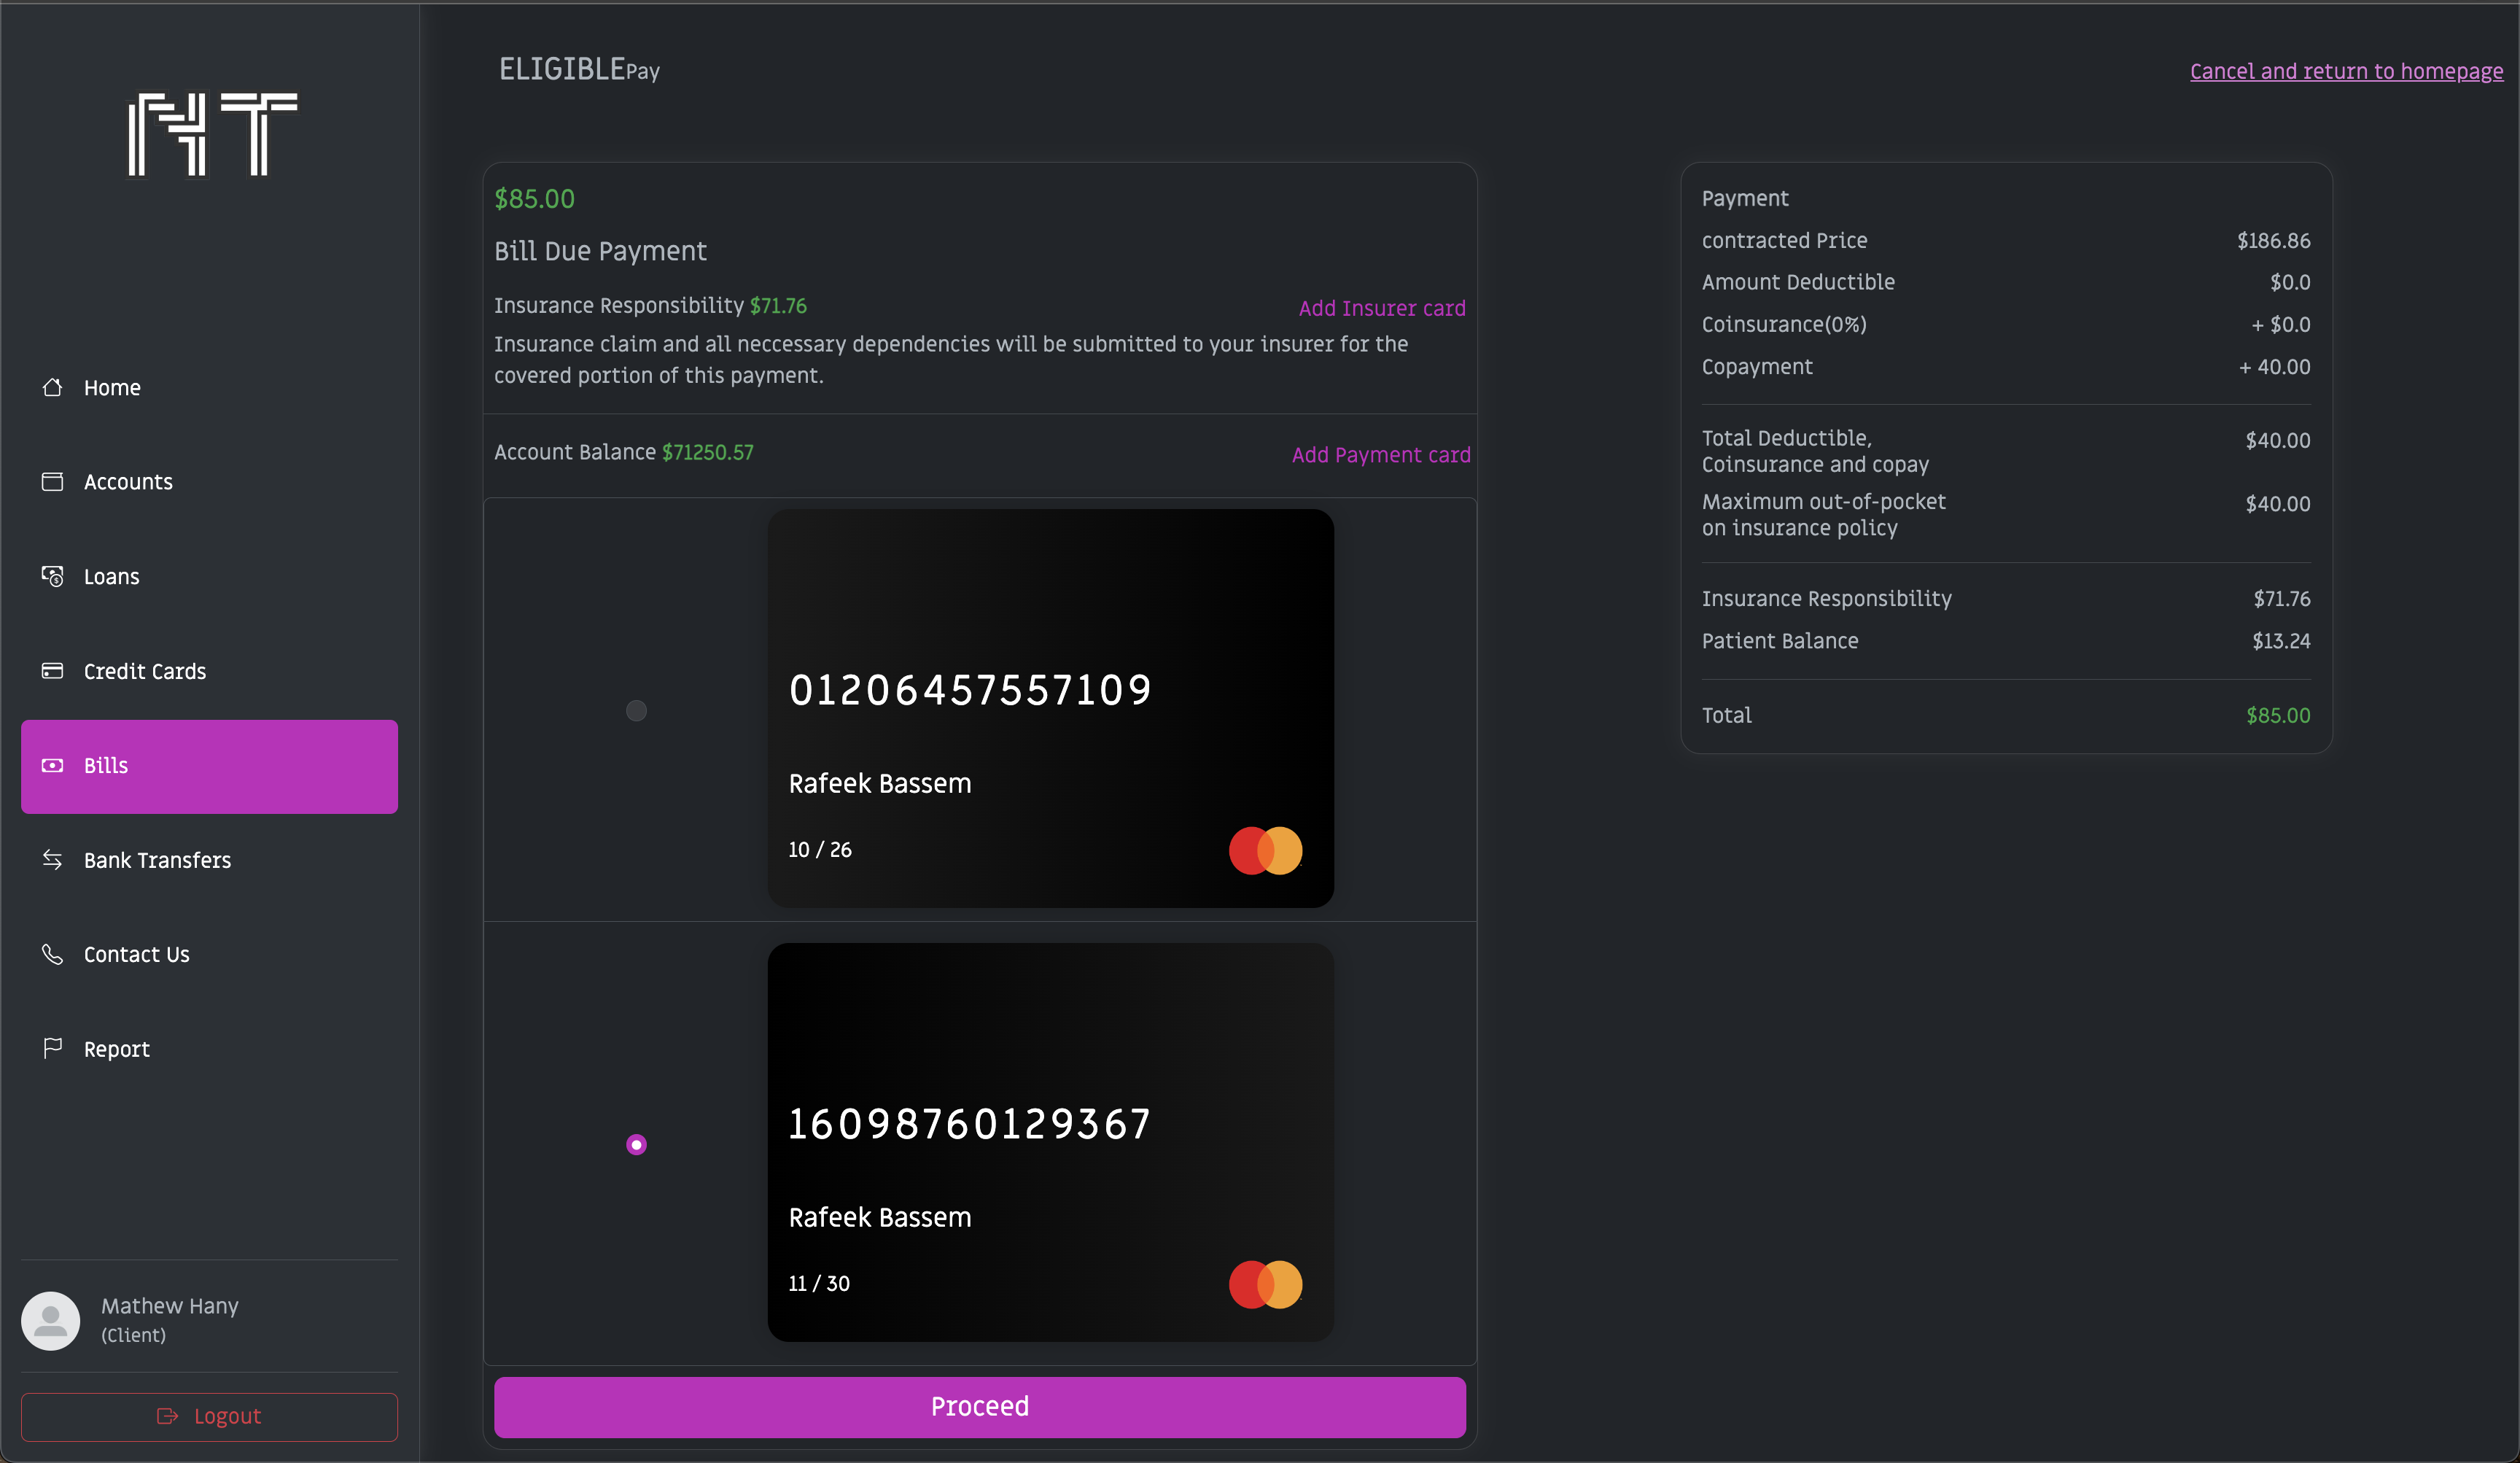 NT
Home
Accounts
Loans
Credit Cards
Bills
Bank Transfers
Contact Us
Report
Mathew Hany
(Client)
Logout
ELIGIBLEPay
Cancel and return to homepage
$85.00
Bill Due Payment
Insurance Responsibility $71.76
Add Insurer card
Insurance claim and all neccessary dependencies will be submitted to your insurer for the
covered portion of this payment.
Account Balance $71250.57
Add Payment card
01206457557109
Rafeek Bassem
10 / 26
16098760129367
Rafeek Bassem
11 / 30
Proceed
Payment
contracted Price $186.86
Amount Deductible $0.0
Coinsurance(0%) + $0.0
Copayment + 40.00
Total Deductible, $40.00
Coinsurance and copay
Maximum out-of-pocket $40.00
on insurance policy
Insurance Responsibility $71.76
Patient Balance $13.24
Total $85.00